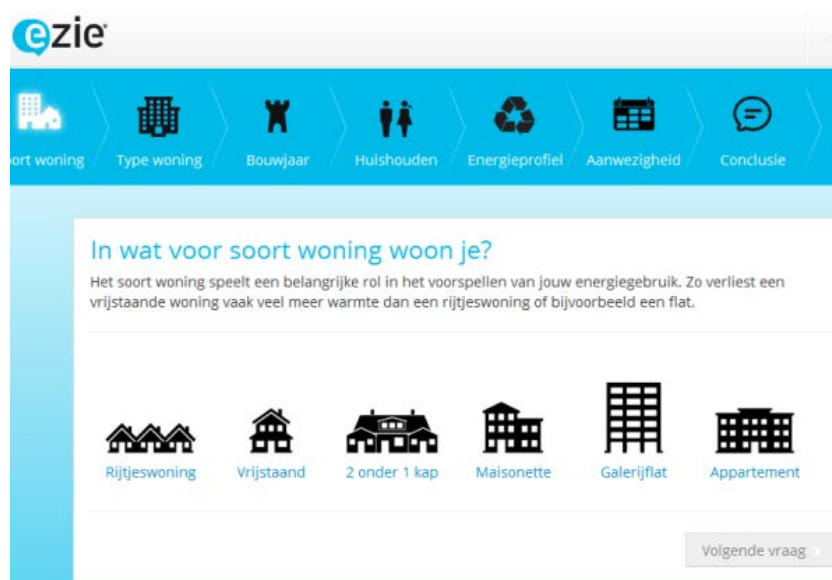 ezie
oort woning Type woning Bouwjaar Huishouden Energieprofiel Aanwezigheid Conclusie
In wat voor soort woning woon je?
Het soort woning speelt een belangrijke rol in het voorspellen van jouw energiegebruik. Zo verliest een
vrijstaande woning vaak veel meer warmte dan een rijtjeswoning of bijvoorbeeld een flat.
Rijtjeswoning Vrijstaand 2 onder 1 kap Maisonette Galerijflat Appartement
Volgende vraag